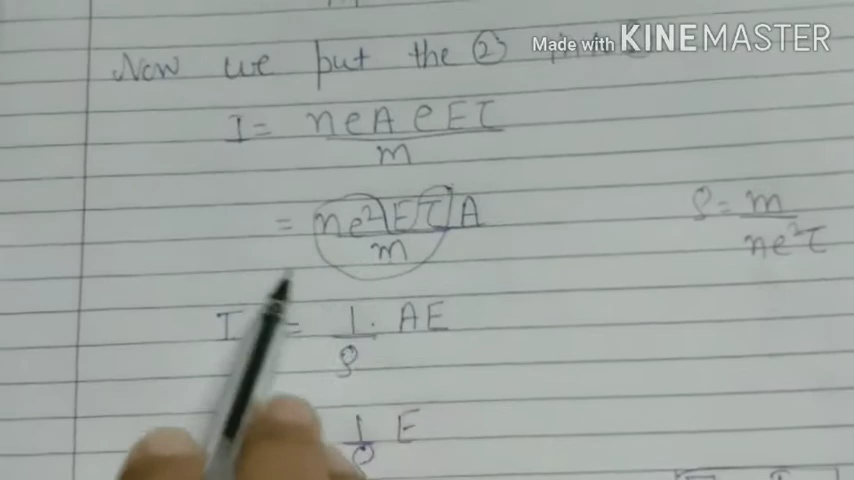 Made with KINEMASTER
Now we put the ②
I = neAeEτ/m
= ne²Eτ/m A
ρ = m/ne²τ
I = 1/ρ . AE
1/ρ E